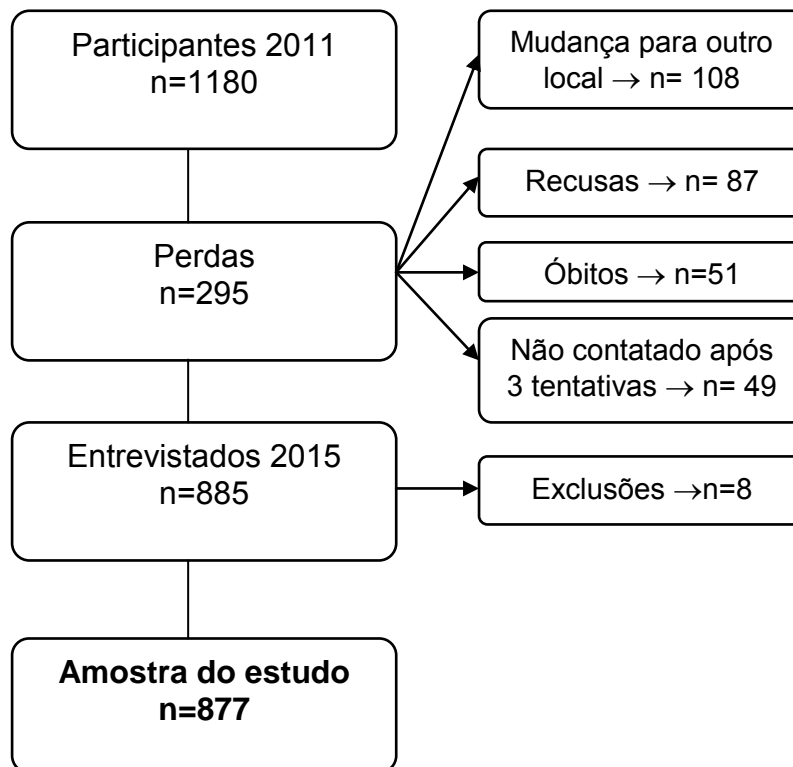 Participantes 2011
n=1180
Mudança para outro
local → n= 108
Recusas → n= 87
Perdas
n=295
Óbitos → n=51
Não contatado após
3 tentativas → n= 49
Entrevistados 2015
n=885
Exclusões →n=8
Amostra do estudo
n=877